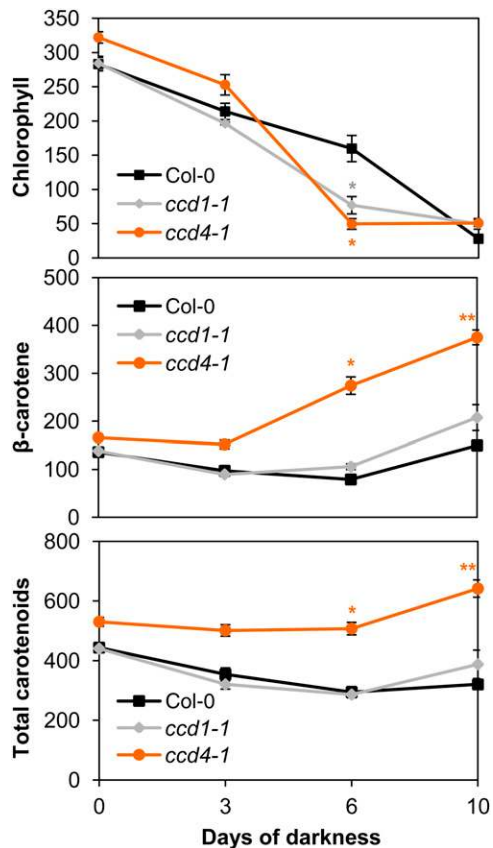 Chlorophyll
350
300
250
200
150
100
50
0
Col-0
ccd1-1
ccd4-1
*
*
β-carotene
500
400
300
200
100
0
Col-0
ccd1-1
ccd4-1
*
**
Total carotenoids
800
600
400
200
0
Col-0
ccd1-1
ccd4-1
*
**
0 3 6 10
Days of darkness